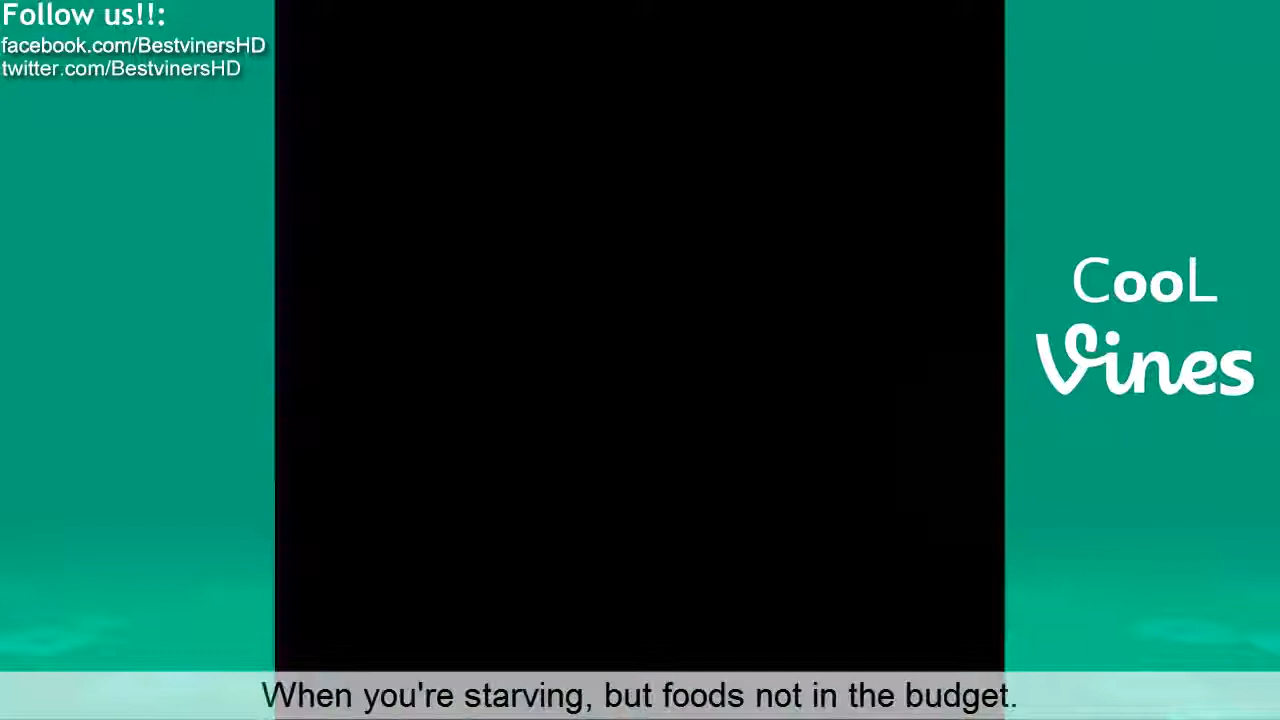 Follow us!!:
facebook.com/BestvinersHD
twitter.com/BestvinersHD
CooL
Vines
When you're starving, but foods not in the budget.